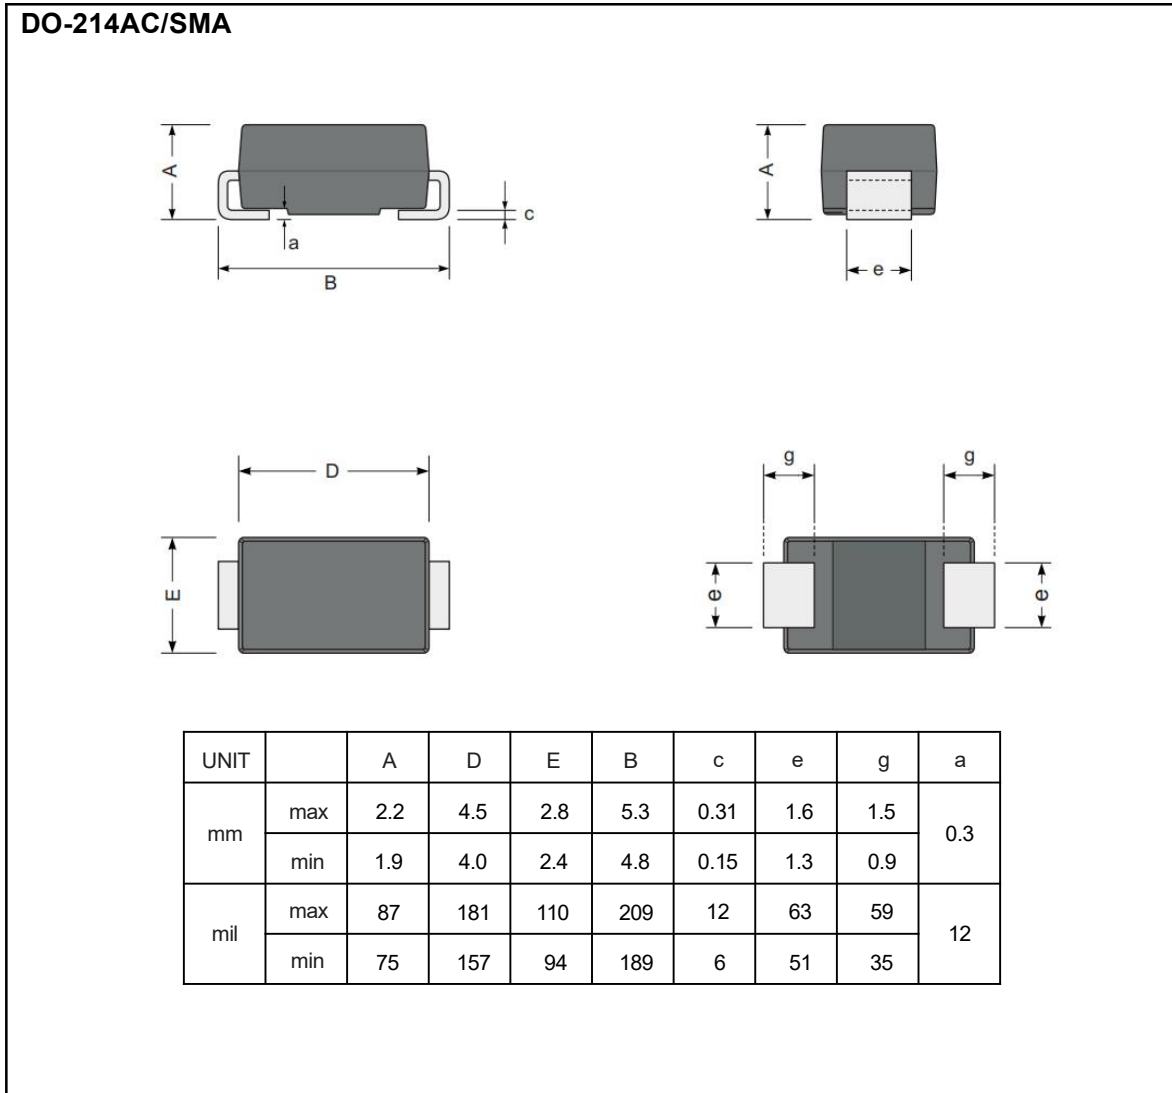 DO-214AC/SMA
A
a
c
B
A
e
D
E
g g
e e
UNIT A D E B c e g a
mm max 2.2 4.5 2.8 5.3 0.31 1.6 1.5 0.3
min 1.9 4.0 2.4 4.8 0.15 1.3 0.9
mil max 87 181 110 209 12 63 59 12
min 75 157 94 189 6 51 35